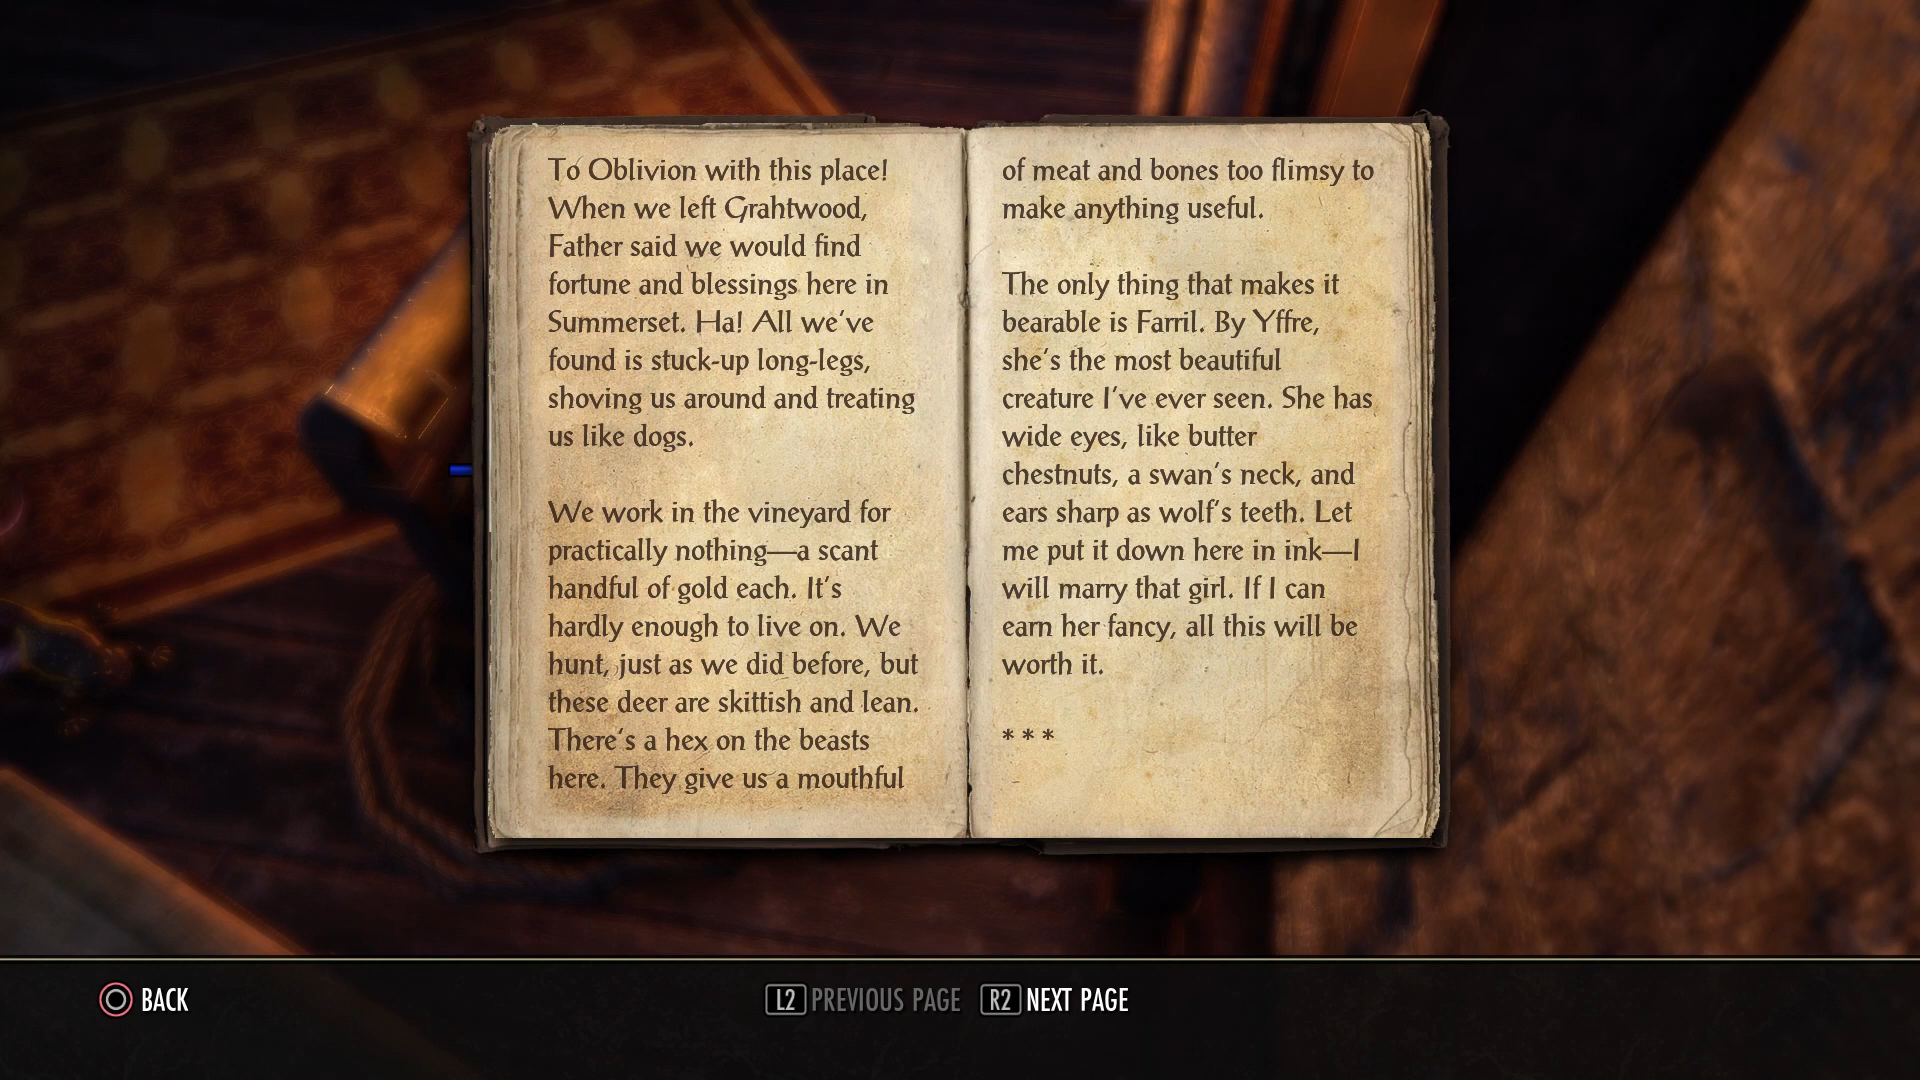 To Oblivion with this place!
When we left Grahtwood,
Father said we would find
fortune and blessings here in
Summerset. Ha! All we've
found is stuck-up long-legs,
shoving us around and treating
us like dogs.
We work in the vineyard for
practically nothing—a scant
handful of gold each. It's
hardly enough to live on. We
hunt, just as we did before, but
these deer are skittish and lean.
There's a hex on the beasts
here. They give us a mouthful
of meat and bones too flimsy to
make anything useful.
The only thing that makes it
bearable is Farril. By Yffre,
she's the most beautiful
creature I've ever seen. She has
wide eyes, like butter
chestnuts, a swan's neck, and
ears sharp as wolf's teeth. Let
me put it down here in ink—I
will marry that girl. If I can
earn her fancy, all this will be
worth it.
* * *
BACK
L2 PREVIOUS PAGE R2 NEXT PAGE